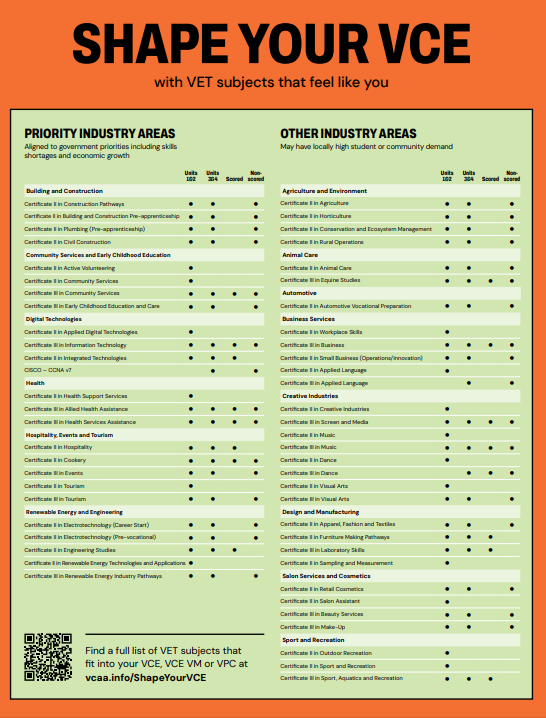 SHAPE YOUR VCE
with VET subjects that feel like you
PRIORITY INDUSTRY AREAS
Aligned to government priorities including skills
shortages and economic growth
Units 1&2 Units 3&4 Scored Non-scored
Building and Construction
Certificate II in Construction Pathways ● ● ●
Certificate II in Building and Construction Pre-apprenticeship ● ● ●
Certificate II in Plumbing (Pre-apprenticeship) ● ● ●
Certificate II in Civil Construction ● ● ●
Community Services and Early Childhood Education
Certificate II in Active Volunteering ●
Certificate II in Community Services ●
Certificate III in Community Services ● ● ● ●
Certificate III in Early Childhood Education and Care ● ● ●
Digital Technologies
Certificate II in Applied Digital Technologies ●
Certificate III in Information Technology ● ● ● ●
Certificate II in Integrated Technologies ● ● ●
CISCO – CCNA v7 ● ●
Health
Certificate II in Health Support Services ●
Certificate III in Allied Health Assistance ● ● ● ●
Certificate III in Health Services Assistance ● ● ● ●
Hospitality, Events and Tourism
Certificate II in Hospitality ● ● ●
Certificate II in Cookery ● ● ● ●
Certificate III in Events ● ● ●
Certificate II in Tourism ●
Certificate III in Tourism ● ● ●
Renewable Energy and Engineering
Certificate II in Electrotechnology (Career Start) ● ● ●
Certificate II in Electrotechnology (Pre-vocational) ● ● ●
Certificate II in Engineering Studies ● ● ●
Certificate II in Renewable Energy Technologies and Applications ●
Certificate III in Renewable Energy Industry Pathways ● ● ●
Find a full list of VET subjects that
fit into your VCE, VCE VM or VPC at
vcaa.info/ShapeYourVCE
OTHER INDUSTRY AREAS
May have locally high student or community demand
Units 1&2 Units 3&4 Scored Non-scored
Agriculture and Environment
Certificate II in Agriculture ● ● ●
Certificate II in Horticulture ● ● ●
Certificate II in Conservation and Ecosystem Management ● ● ●
Certificate II in Rural Operations ● ● ●
Animal Care
Certificate II in Animal Care ● ● ●
Certificate III in Equine Studies ● ● ● ●
Automotive
Certificate II in Automotive Vocational Preparation ● ● ●
Business Services
Certificate II in Workplace Skills ●
Certificate III in Business ● ● ● ●
Certificate II in Small Business (Operations/Innovation) ● ● ●
Certificate II in Applied Language ●
Certificate III in Applied Language ● ●
Creative Industries
Certificate II in Creative Industries ●
Certificate III in Screen and Media ● ● ● ●
Certificate II in Music ●
Certificate III in Music ● ● ● ●
Certificate II in Dance ●
Certificate III in Dance ● ● ●
Certificate II in Visual Arts ●
Certificate III in Visual Arts ● ● ●
Design and Manufacturing
Certificate II in Apparel, Fashion and Textiles ● ● ●
Certificate II in Furniture Making Pathways ● ● ●
Certificate III in Laboratory Skills ● ● ●
Certificate II in Sampling and Measurement ●
Salon Services and Cosmetics
Certificate II in Retail Cosmetics ● ● ●
Certificate II in Salon Assistant ●
Certificate III in Beauty Services ● ● ●
Certificate III in Make-Up ● ● ●
Sport and Recreation
Certificate II in Outdoor Recreation ●
Certificate II in Sport and Recreation ●
Certificate III in Sport, Aquatics and Recreation ● ● ●